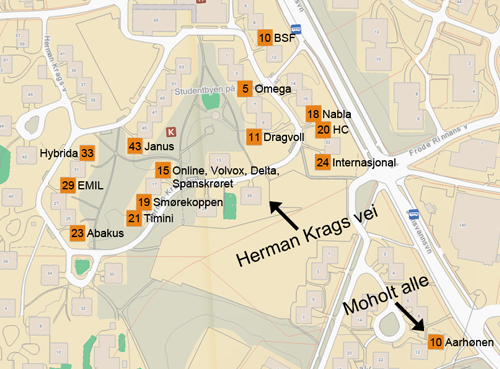 10 BSF
Herman Krags v
5 Omega
Studentbyen på
18 Nabla
20 HC
11 Dragvoll
43 Janus
K
Hybrida 33
24 Internasjonal
Frode Rinnans v
15 Online, Volvox, Delta,
Spanskrøret
29 EMIL
19 Smørekoppen
21 Timini
23 Abakus
K
Herman Krags vei
Moholt alle
10 Aarhønen